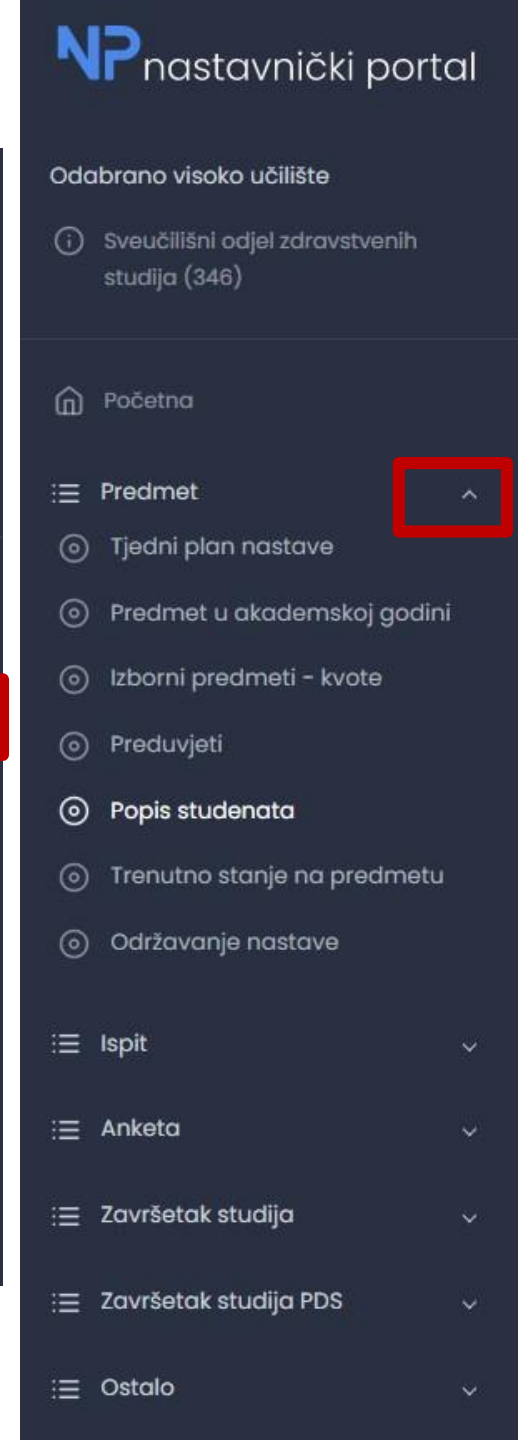 NP nastavnički portal
Odabrano visoko učilište
Sveučilišni odjel zdravstvenih
studija (346)
Početna
Predmet
Tjedni plan nastave
Predmet u akademskoj godini
Izborni predmeti - kvote
Preduvjeti
Popis studenata
Trenutno stanje na predmetu
Održavanje nastave
Ispit
Anketa
Završetak studija
Završetak studija PDS
Ostalo